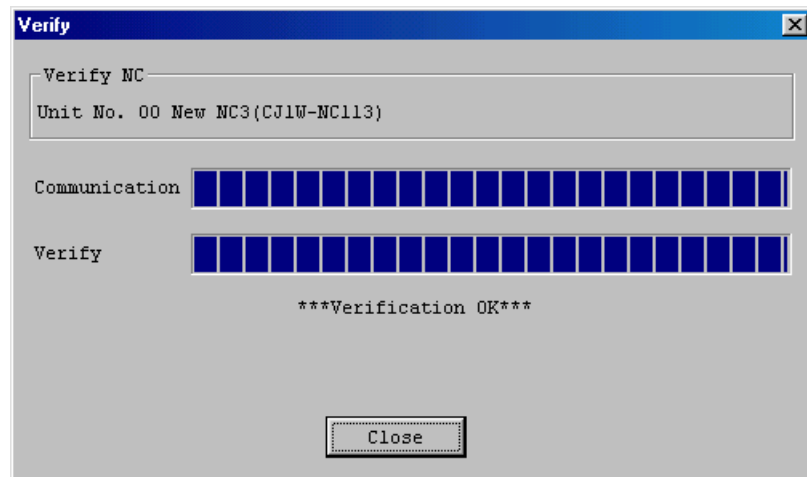 Verify
Verify NC
Unit No. 00 New NC3(CJ1W-NC113)
Communication
Verify
***Verification OK***
Close